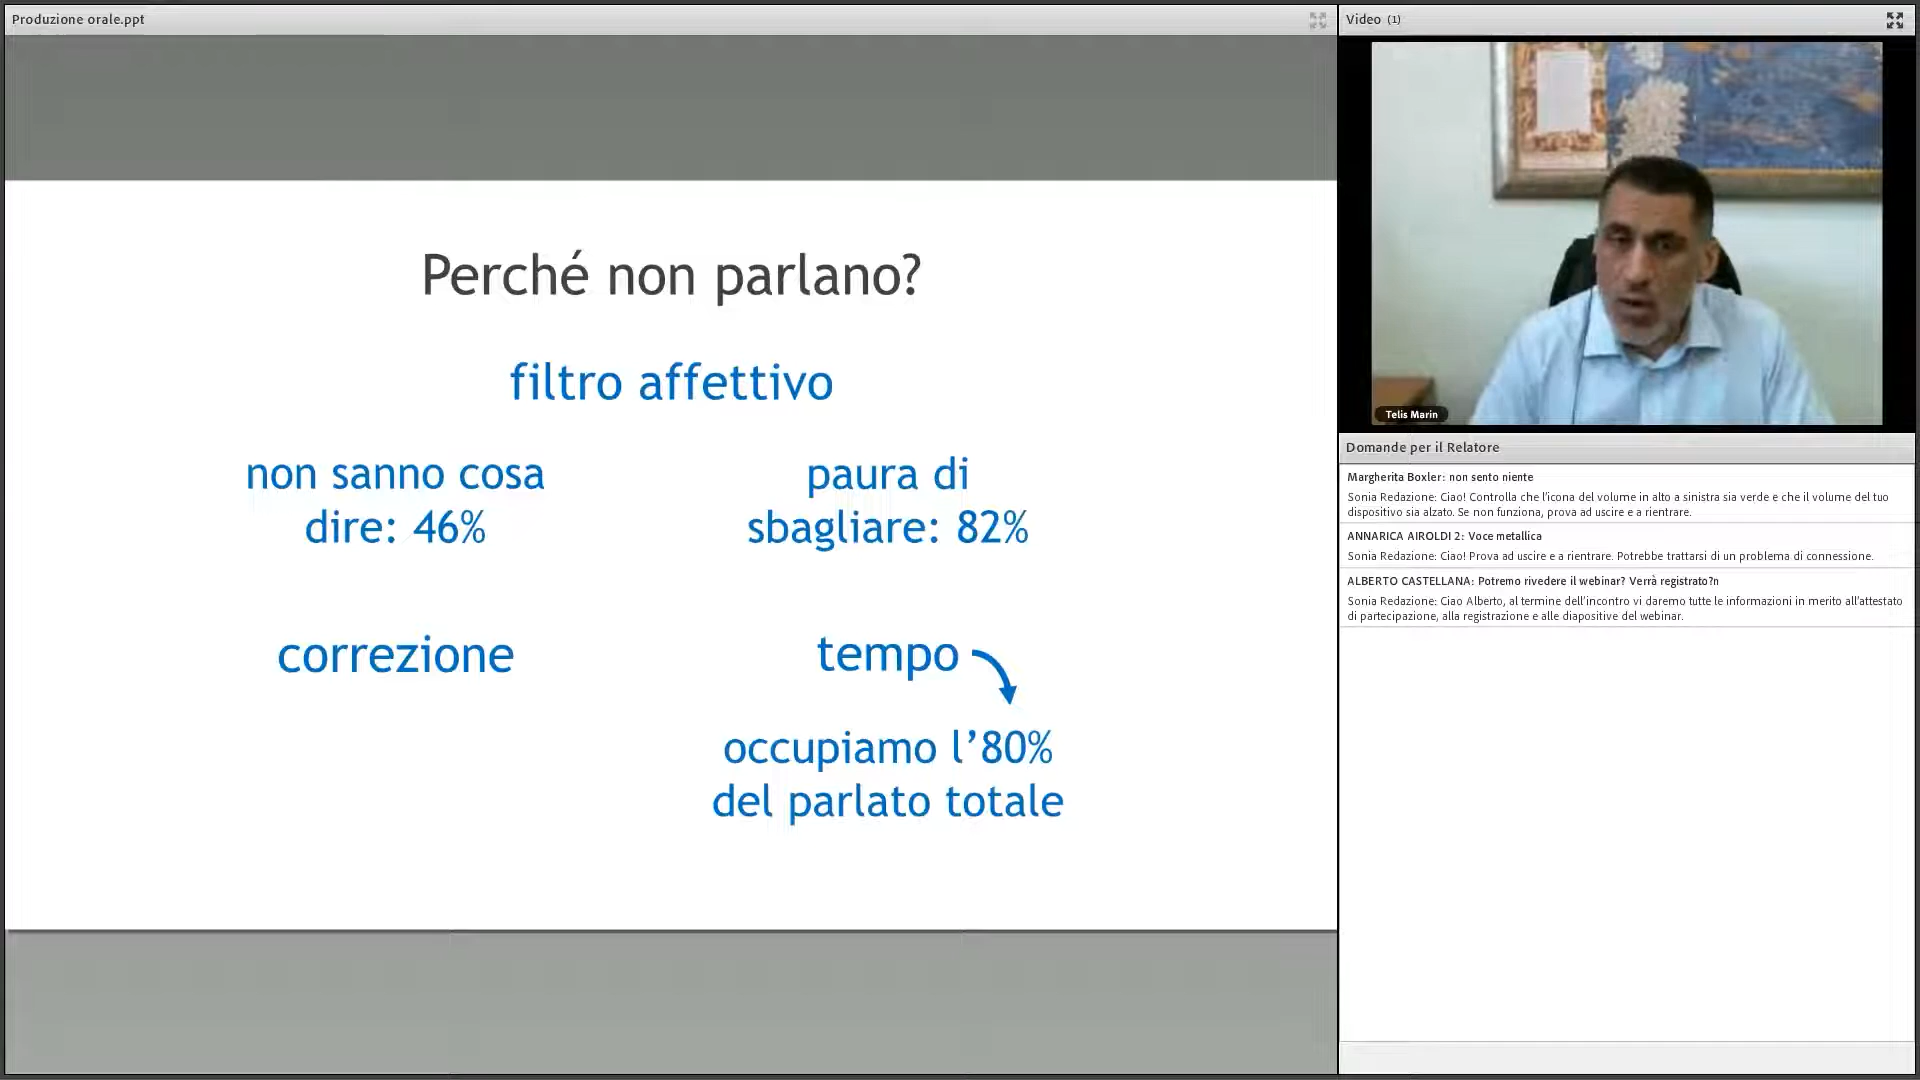 Produzione orale.ppt
Perché non parlano?
filtro affettivo
non sanno cosa
dire: 46%
paura di
sbagliare: 82%
correzione
tempo
occupiamo l’80%
del parlato totale
Video (1)
Telis Marin
Domande per il Relatore
Margherita Boxler: non sento niente
Sonia Redazione: Ciao! Controlla che l'icona del volume in alto a sinistra sia verde e che il volume del tuo
dispositivo sia alzato. Se non funziona, prova ad uscire e a rientrare.
ANNARICA AIROLDI 2: Voce metallica
Sonia Redazione: Ciao! Prova ad uscire e a rientrare. Potrebbe trattarsi di un problema di connessione.
ALBERTO CASTELLANA: Potremo rivedere il webinar? Verrà registrato?n
Sonia Redazione: Ciao Alberto, al termine dell'incontro vi daremo tutte le informazioni in merito all'attestato
di partecipazione, alla registrazione e alle diapositive del webinar.